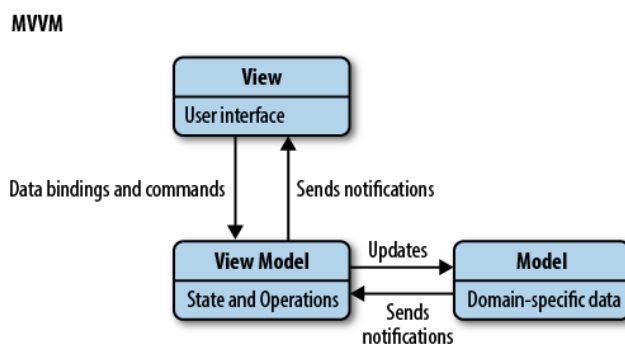 MVVM
View
User interface
Data bindings and commands
Sends notifications
View Model
State and Operations
Updates
Sends
notifications
Model
Domain-specific data